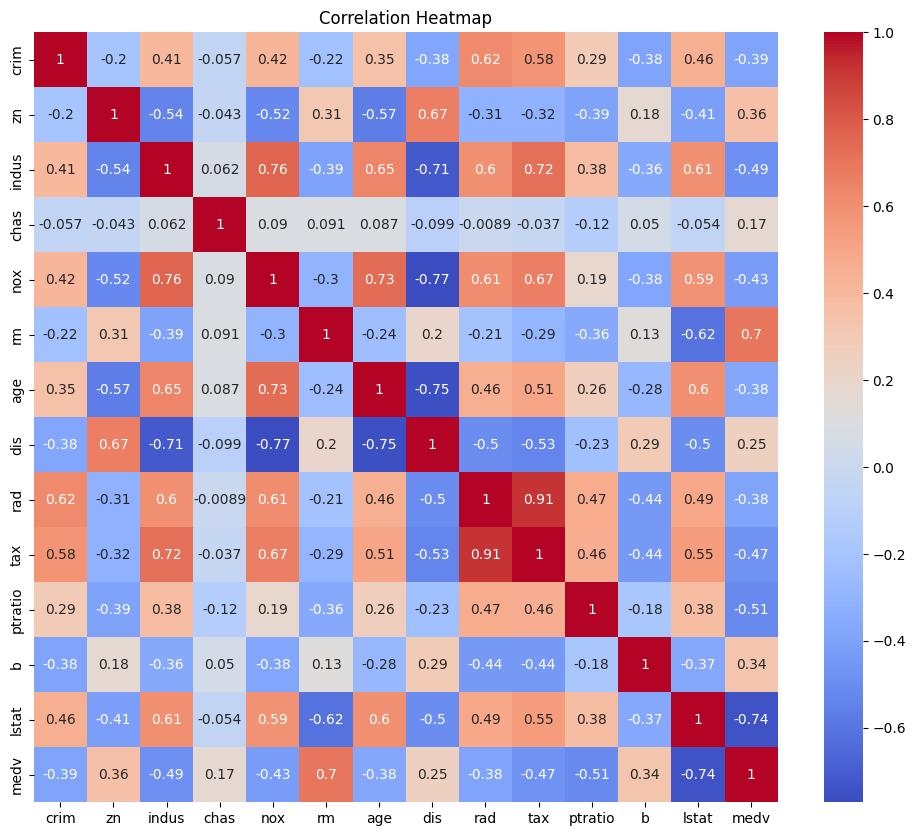 Correlation Heatmap
crim 1 -0.2 0.41 -0.057 0.42 -0.22 0.35 -0.38 0.62 0.58 0.29 -0.38 0.46 -0.39
zn -0.2 1 -0.54 -0.043 -0.52 0.31 -0.57 0.67 -0.31 -0.32 -0.39 0.18 -0.41 0.36
indus 0.41 -0.54 1 0.062 0.76 -0.39 0.65 -0.71 0.6 0.72 0.38 -0.36 0.61 -0.49
chas -0.057 -0.043 0.062 1 0.09 0.091 0.087 -0.099 -0.0089 -0.037 -0.12 0.05 -0.054 0.17
nox 0.42 -0.52 0.76 0.09 1 -0.3 0.73 -0.77 0.61 0.67 0.19 -0.38 0.59 -0.43
rm -0.22 0.31 -0.39 0.091 -0.3 1 -0.24 0.2 -0.21 -0.29 -0.36 0.13 -0.62 0.7
age 0.35 -0.57 0.65 0.087 0.73 -0.24 1 -0.75 0.46 0.51 0.26 -0.28 0.6 -0.38
dis -0.38 0.67 -0.71 -0.099 -0.77 0.2 -0.75 1 -0.5 -0.53 -0.23 0.29 -0.5 0.25
rad 0.62 -0.31 0.6 -0.0089 0.61 -0.21 0.46 -0.5 1 0.91 0.47 -0.44 0.49 -0.38
tax 0.58 -0.32 0.72 -0.037 0.67 -0.29 0.51 -0.53 0.91 1 0.46 -0.44 0.55 -0.47
ptratio 0.29 -0.39 0.38 -0.12 0.19 -0.36 0.26 -0.23 0.47 0.46 1 -0.18 0.38 -0.51
b -0.38 0.18 -0.36 0.05 -0.38 0.13 -0.28 0.29 -0.44 -0.44 -0.18 1 -0.37 0.34
lstat 0.46 -0.41 0.61 -0.054 0.59 -0.62 0.6 -0.5 0.49 0.55 0.38 -0.37 1 -0.74
medv -0.39 0.36 -0.49 0.17 -0.43 0.7 -0.38 0.25 -0.38 -0.47 -0.51 0.34 -0.74 1
crim zn indus chas nox rm age dis rad tax ptratio b lstat medv
1.0
0.8
0.6
0.4
0.2
0.0
−0.2
−0.4
−0.6